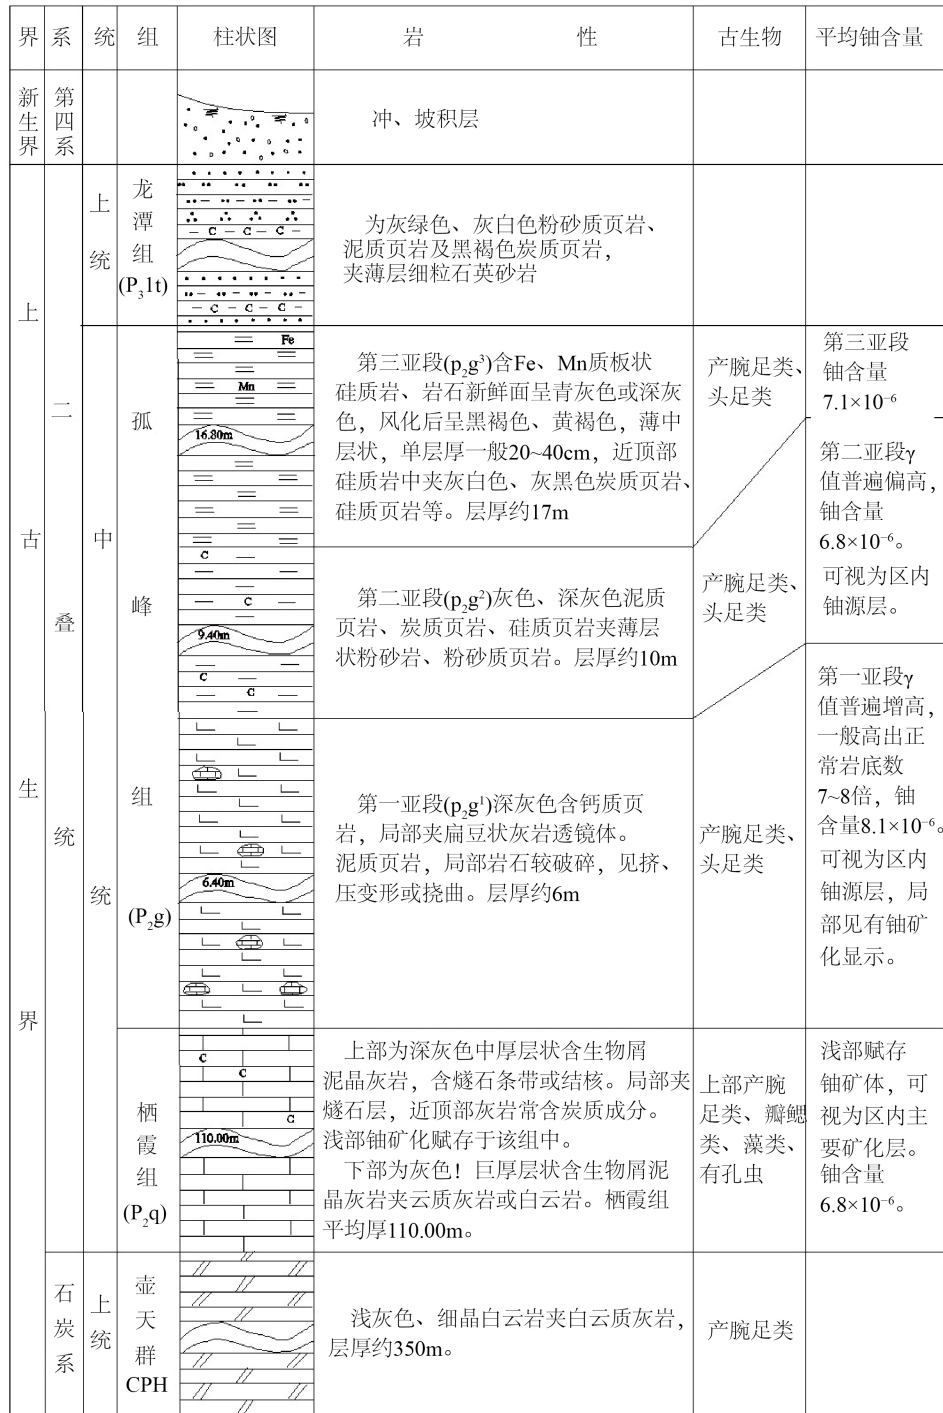 界 系 统 组 柱状图 岩 性 古生物 平均铀含量
新生界
第四系
冲、坡积层
上古生界
二叠统
上统
龙潭组
(P₃1t)
C C C
C C C
为灰绿色、灰白色粉砂质页岩、
泥质页岩及黑褐色炭质页岩，
夹薄层细粒石英砂岩
中统
孤峰组
(P₂g)
Fe
Mn
16.80m
第三亚段(p₂g³)含Fe、Mn质板状
硅质岩、岩石新鲜面呈青灰色或深灰
色，风化后呈黑褐色、黄褐色，薄中
层状，单层厚一般20~40cm，近顶部
硅质岩中夹灰白色、灰黑色炭质页岩、
硅质页岩等。层厚约17m
产腕足类、
头足类
第三亚段
铀含量
7.1×10⁻⁶
C
C
9.40m
C
C
第二亚段(p₂g²)灰色、深灰色泥质
页岩、炭质页岩、硅质页岩夹薄层
状粉砂岩、粉砂质页岩。层厚约10m
产腕足类、
头足类
第二亚段γ
值普遍偏高，
铀含量
6.8×10⁻⁶。
可视为区内
铀源层。
6.40m
第一亚段(p₂g¹)深灰色含钙质页
岩，局部夹扁豆状灰岩透镜体。
泥质页岩，局部岩石较破碎，见挤、
压变形或挠曲。层厚约6m
产腕足类、
头足类
第一亚段γ
值普遍增高，
一般高出正
常岩底数
7~8倍，铀
含量8.1×10⁻⁶。
可视为区内
铀源层，局
部见有铀矿
化显示。
栖霞组
(P₂q)
C
C
C
110.00m
上部为深灰色中厚层状含生物屑
泥晶灰岩，含燧石条带或结核。局部夹
燧石层，近顶部灰岩常含炭质成分。
浅部铀矿化赋存于该组中。
下部为灰色！巨厚层状含生物屑泥
晶灰岩夹云质灰岩或白云岩。栖霞组
平均厚110.00m。
上部产腕
足类、瓣鳃
类、藻类、
有孔虫
浅部赋存
铀矿体，可
视为区内主
要矿化层。
铀含量
6.8×10⁻⁶。
石炭系
上统
壶天群
CPH
浅灰色、细晶白云岩夹白云质灰岩，
层厚约350m。
产腕足类